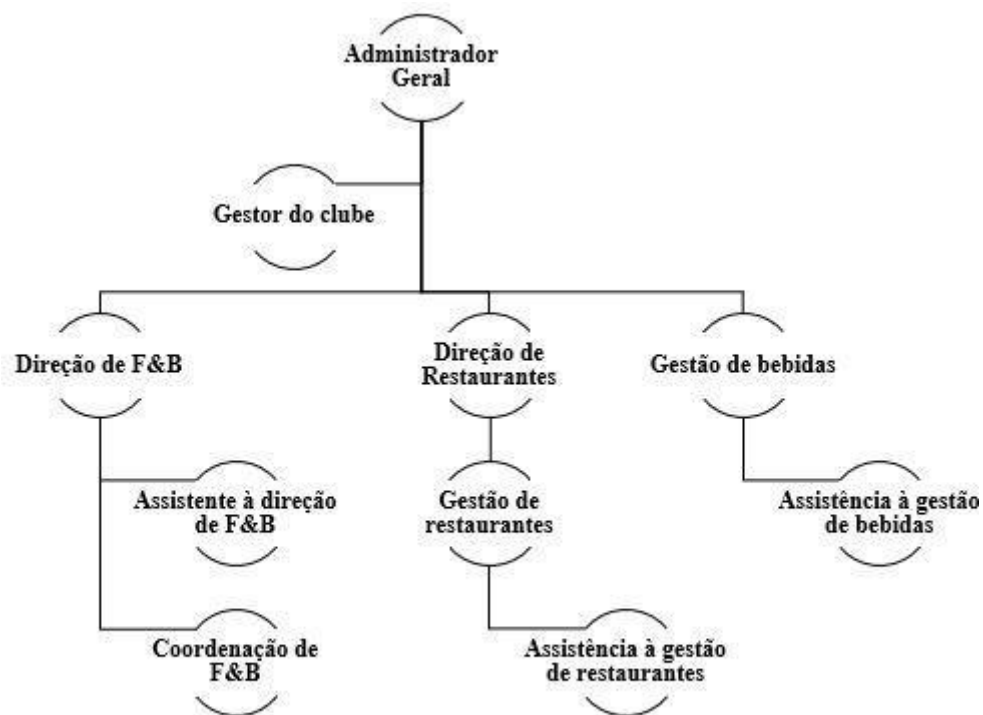 Administrador
Geral
Gestor do clube
Direção de F&B
Direção de
Restaurantes
Gestão de bebidas
Assistente à direção
de F&B
Gestão de
restaurantes
Assistência à gestão
de bebidas
Coordenação de
F&B
Assistência à gestão
de restaurantes